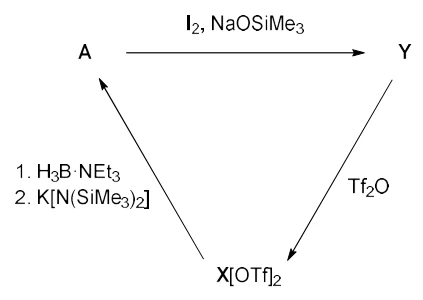 I₂, NaOSiMe₃
A
Y
1. H₃B·NEt₃
2. K[N(SiMe₃)₂]
Tf₂O
X[OTf]₂